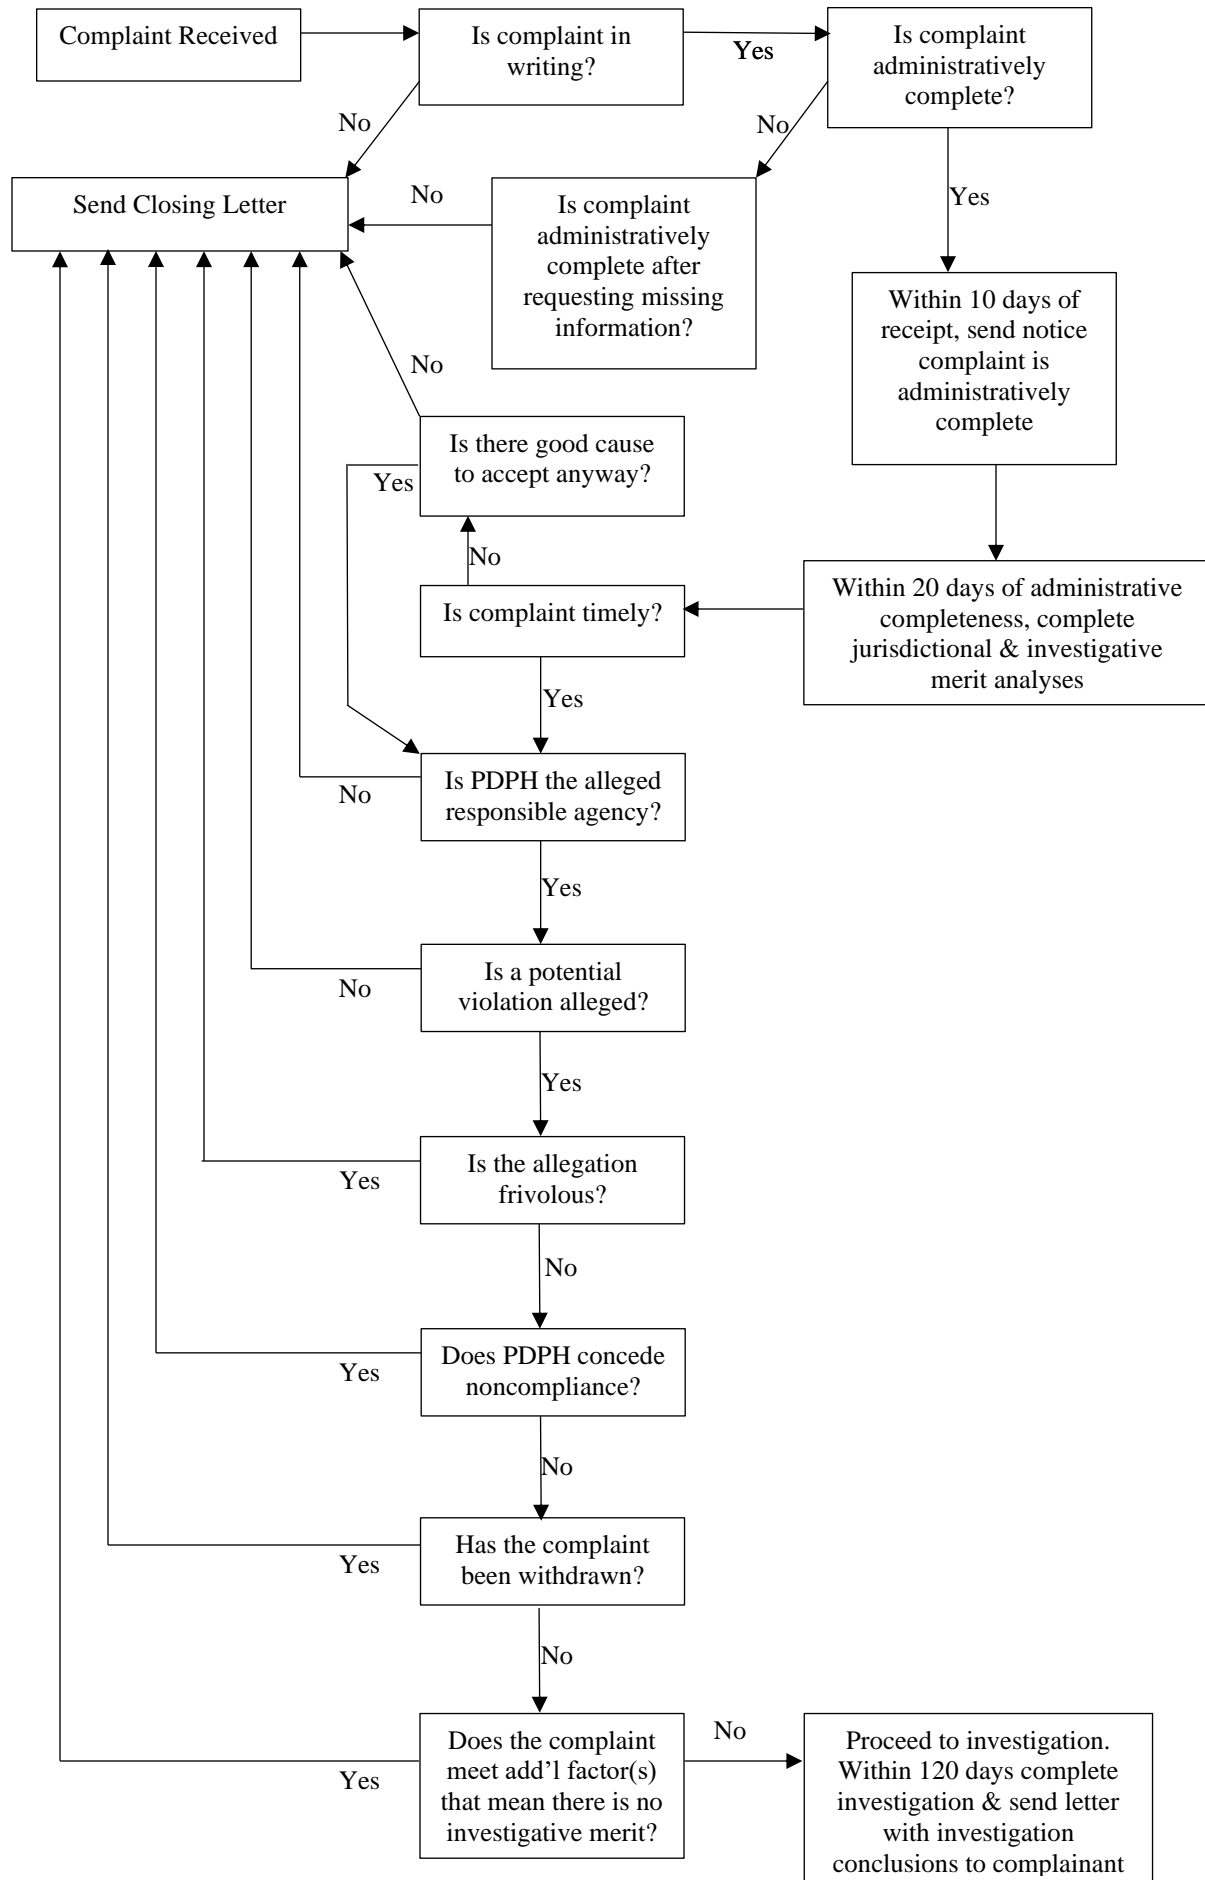 Complaint Received
Is complaint in
writing?
Yes
Is complaint
administratively
complete?
No
No
Send Closing Letter
No
Is complaint
administratively
complete after
requesting missing
information?
Yes
Within 10 days of
receipt, send notice
complaint is
administratively
complete
No
Is there good cause
to accept anyway?
Yes
No
Is complaint timely?
Within 20 days of administrative
completeness, complete
jurisdictional & investigative
merit analyses
Yes
Is PDPH the alleged
responsible agency?
No
Yes
Is a potential
violation alleged?
No
Yes
Is the allegation
frivolous?
Yes
No
Does PDPH concede
noncompliance?
Yes
No
Has the complaint
been withdrawn?
Yes
No
Does the complaint
meet add’l factor(s)
that mean there is no
investigative merit?
Yes
No
Proceed to investigation.
Within 120 days complete
investigation & send letter
with investigation
conclusions to complainant